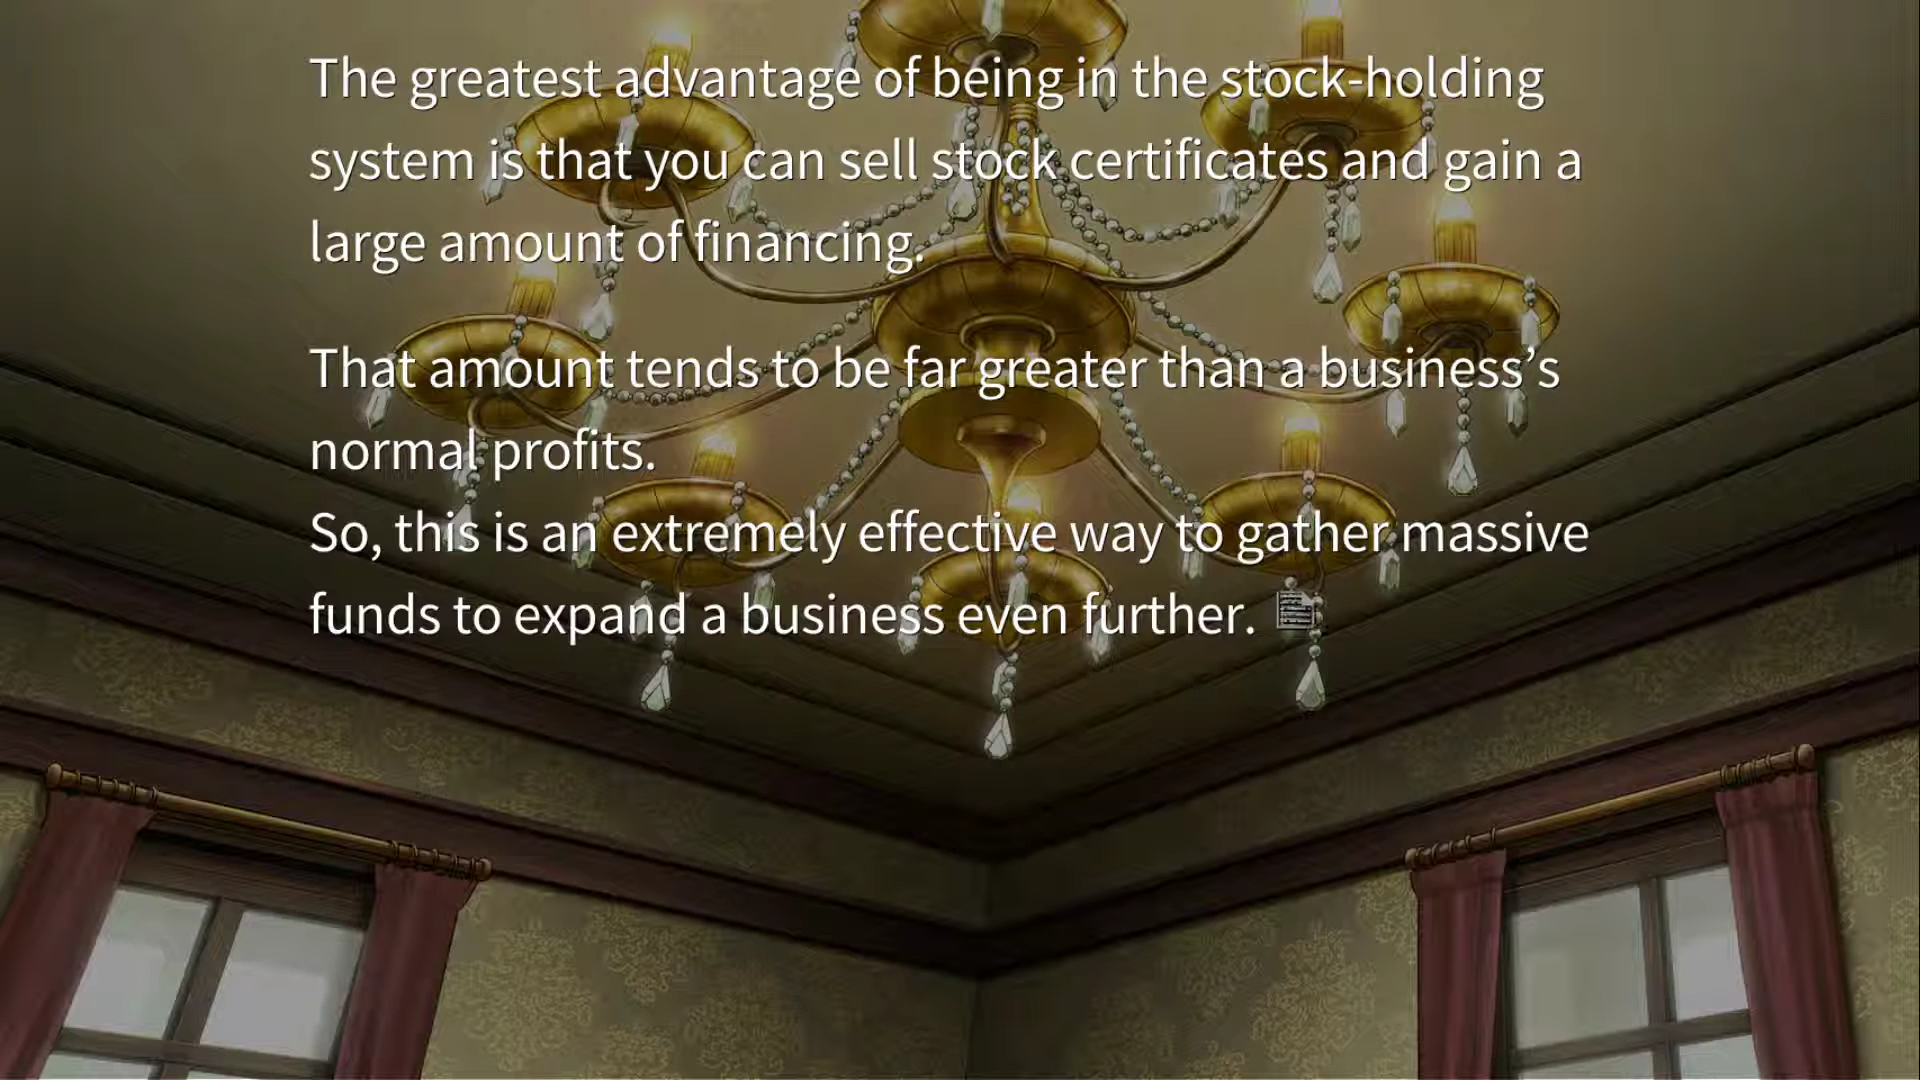 The greatest advantage of being in the stock-holding
system is that you can sell stock certificates and gain a
large amount of financing.
That amount tends to be far greater than a business’s
normal profits.
So, this is an extremely effective way to gather massive
funds to expand a business even further.